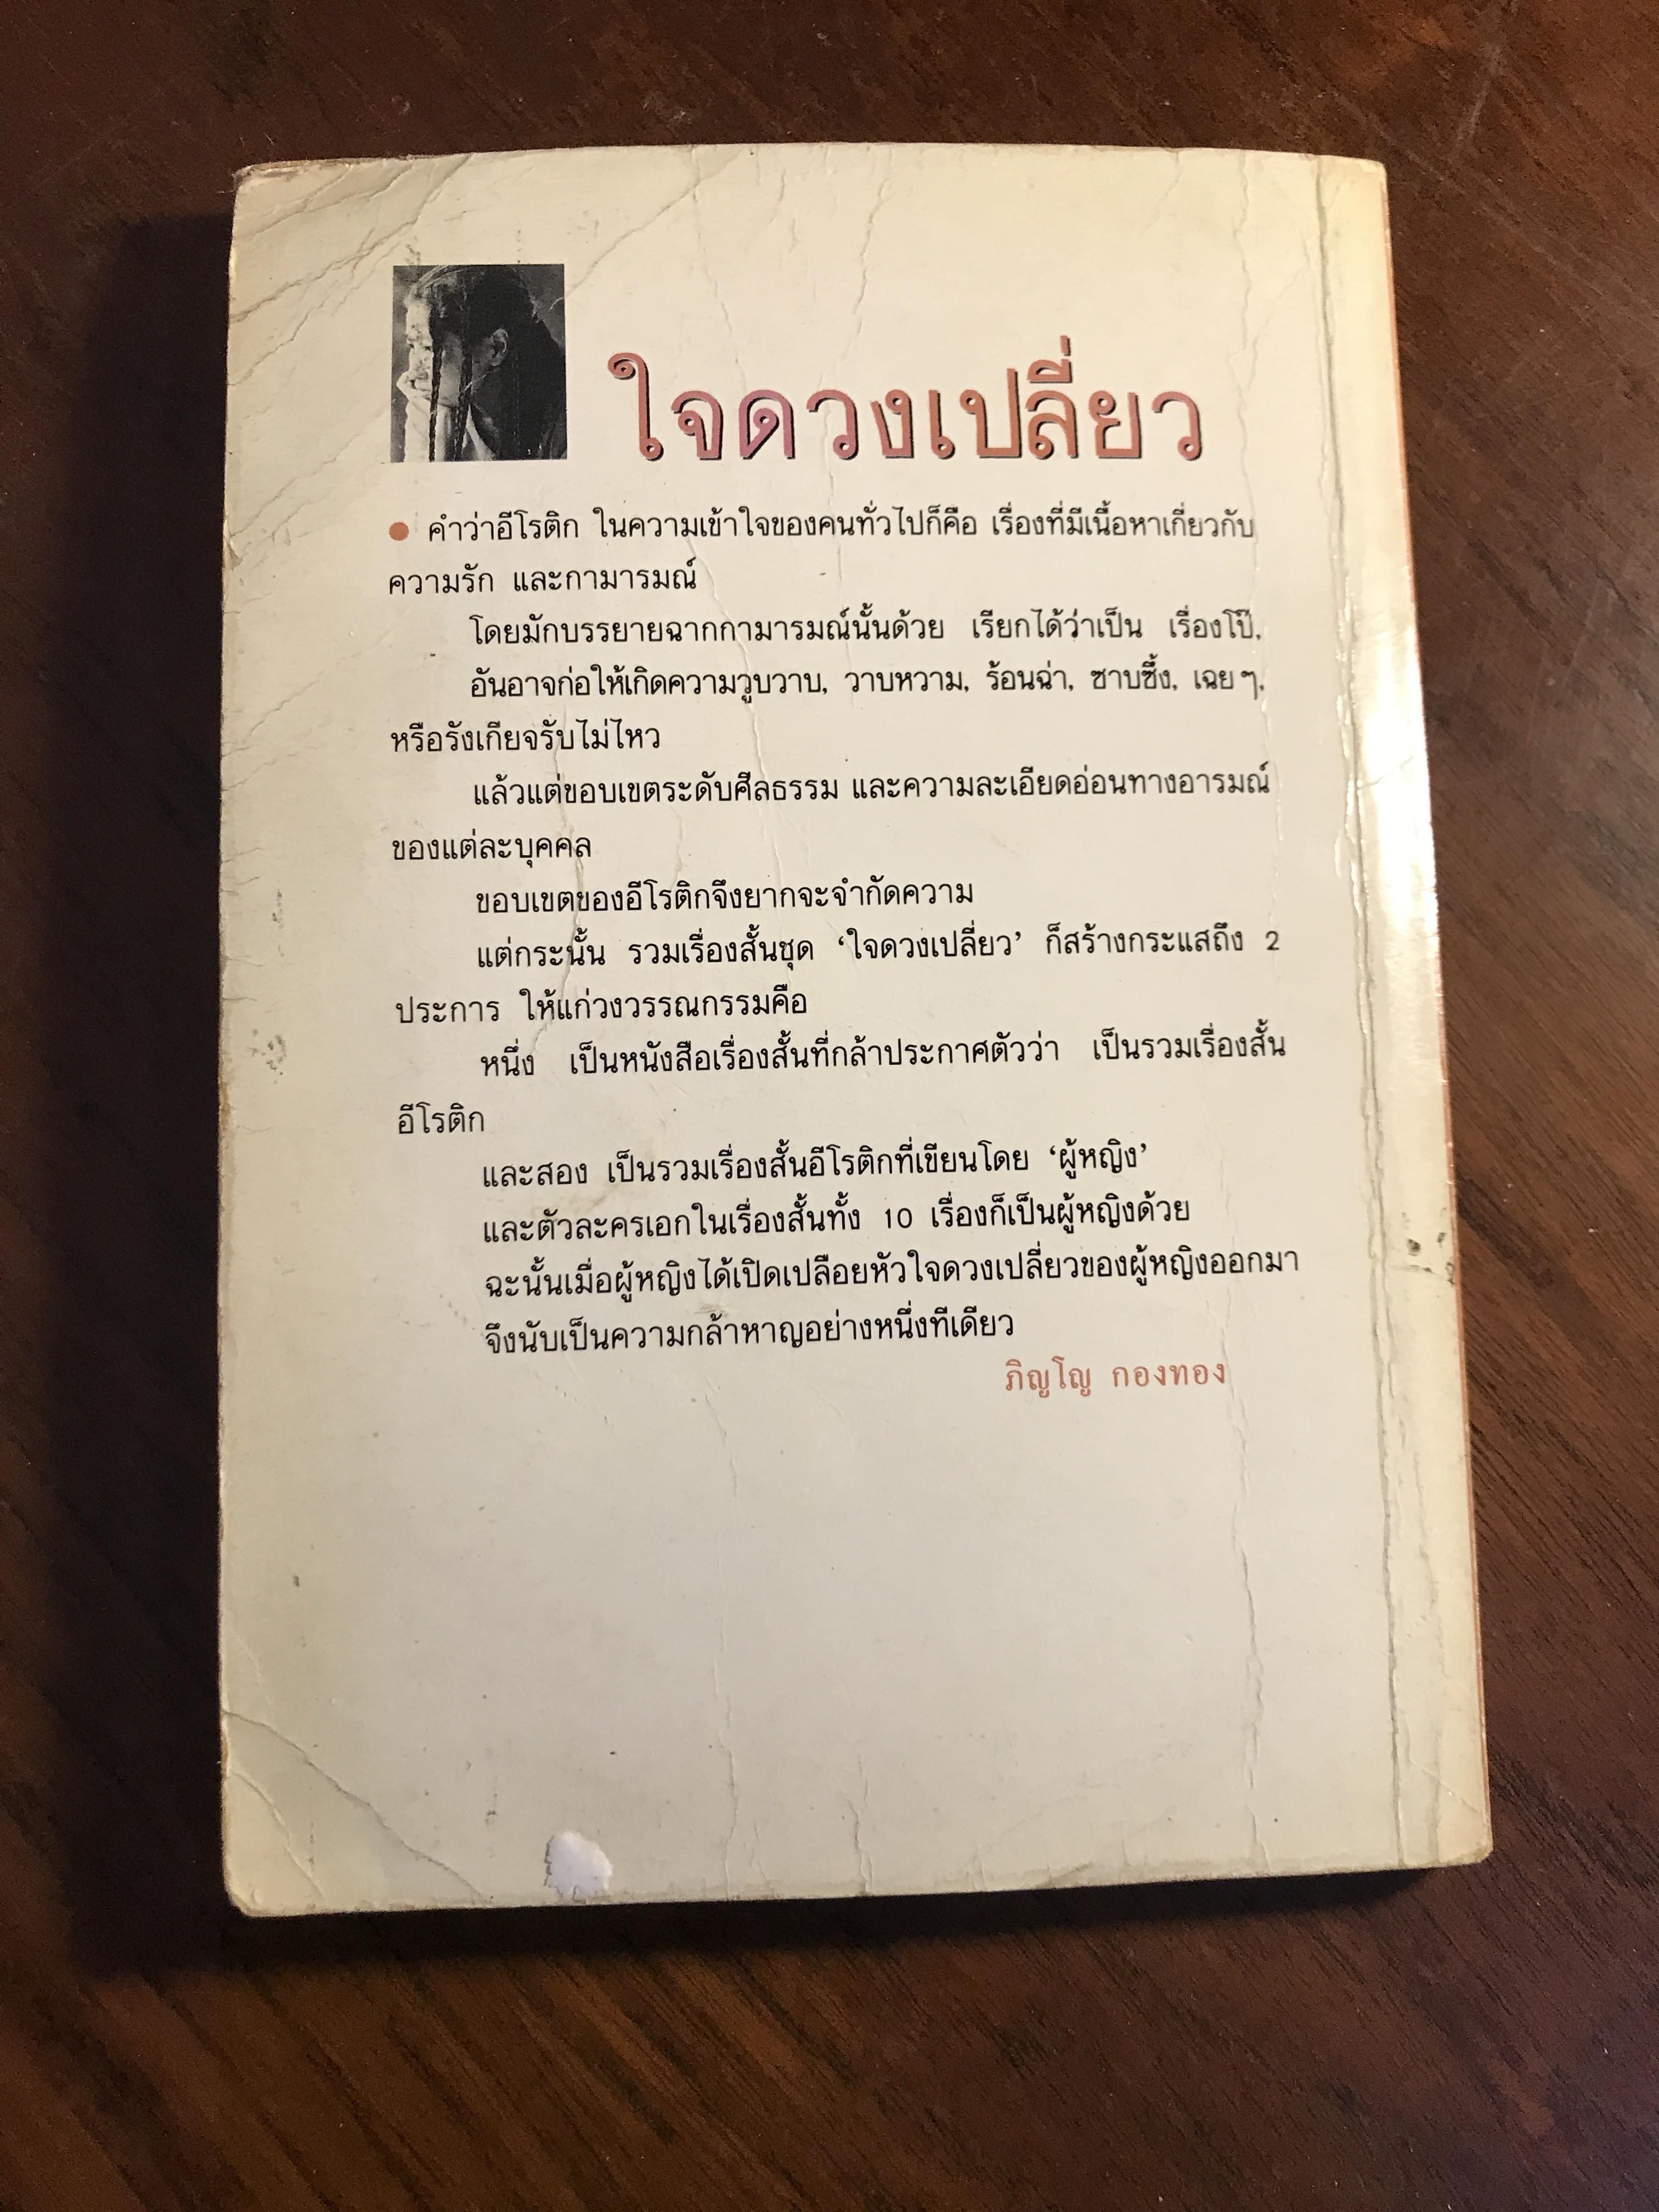 ใจดวงเปลี่ยว
● คำว่าอีโรติก ในความเข้าใจของคนทั่วไปก็คือ เรื่องที่มีเนื้อหาเกี่ยวกับ
ความรัก และกามารมณ์
โดยมักบรรยายฉากกามารมณ์นั้นด้วย เรียกได้ว่าเป็น เรื่องโป๊,
อันอาจก่อให้เกิดความวูบวาบ, วาบหวาม, ร้อนฉ่า, ซาบซึ้ง, เฉยๆ,
หรือรังเกียจรับไม่ไหว
แล้วแต่ขอบเขตระดับศีลธรรม และความละเอียดอ่อนทางอารมณ์
ของแต่ละบุคคล
ขอบเขตของอีโรติกจึงยากจะจำกัดความ
แต่กระนั้น รวมเรื่องสั้นชุด ‘ใจดวงเปลี่ยว’ ก็สร้างกระแสถึง 2
ประการ ให้แก่วงวรรณกรรมคือ
หนึ่ง เป็นหนังสือเรื่องสั้นที่กล้าประกาศตัวว่า เป็นรวมเรื่องสั้น
อีโรติก
และสอง เป็นรวมเรื่องสั้นอีโรติกที่เขียนโดย ‘ผู้หญิง’
และตัวละครเอกในเรื่องสั้นทั้ง 10 เรื่องก็เป็นผู้หญิงด้วย
ฉะนั้นเมื่อผู้หญิงได้เปิดเปลือยหัวใจดวงเปลี่ยวของผู้หญิงออกมา
จึงนับเป็นความกล้าหาญอย่างหนึ่งทีเดียว
ภิญโญ กองทอง